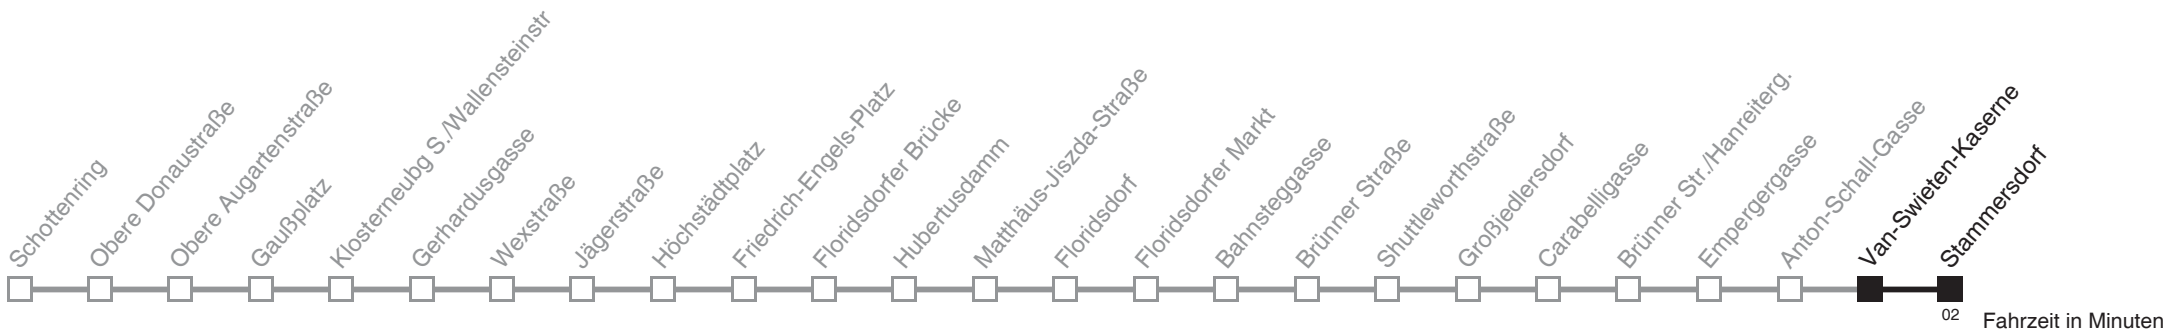 Schottenring
Obere Donaustraße
Obere Augartenstraße
Gaußplatz
Klosterneubg S./Wallensteinstr
Gerhardusgasse
Wexstraße
Jägerstraße
Höchstädtplatz
Friedrich-Engels-Platz
Floridsdorfer Brücke
Hubertusdamm
Matthäus-Jiszda-Straße
Floridsdorf
Floridsdorfer Markt
Bahnsteggasse
Brünner Straße
Shuttleworthstraße
Großjedlersdorf
Carabelligasse
Brünner Str./Hanreiterg.
Empergergasse
Anton-Schall-Gasse
Van-Swieten-Kaserne
Stammersdorf
02
Fahrzeit in Minuten